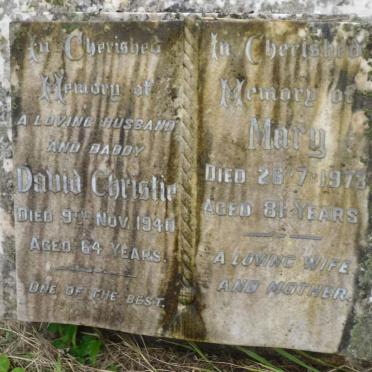 In Cherished
Memory of
A LOVING HUSBAND
AND DADDY
David Christie
DIED 9TH NOV. 1940
AGED 64 YEARS.
ONE OF THE BEST.
In Cherished
Memory of
Mary
DIED 26·7·1973
AGED 81 YEARS
A LOVING WIFE
AND MOTHER.